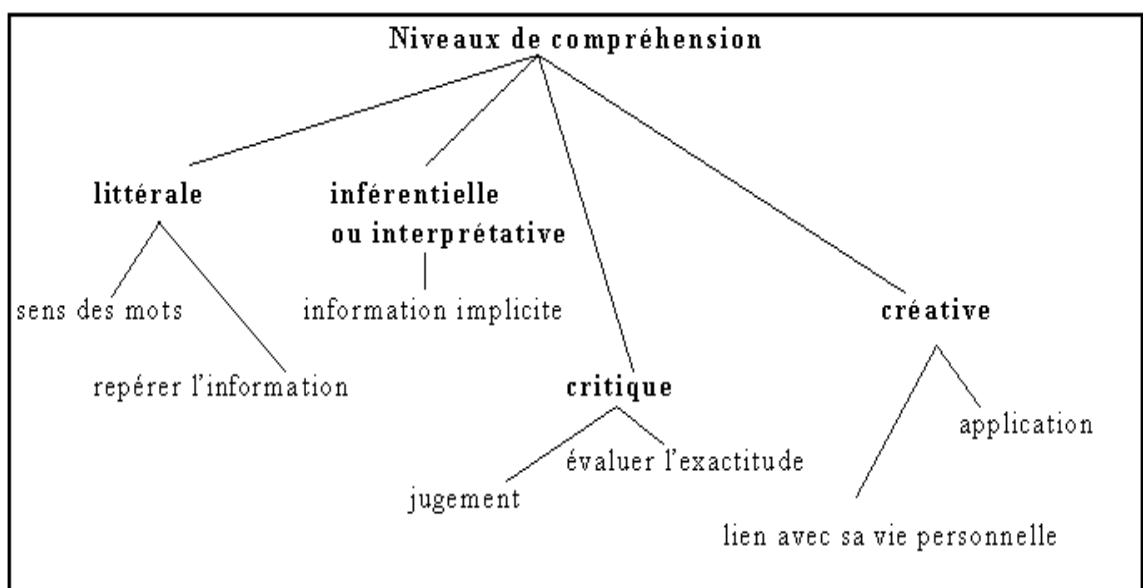 Niveaux de compréhension
littérale
inférentielle
ou interprétative
sens des mots
information implicite
créative
repérer l'information
critique
application
évaluer l'exactitude
jugement
lien avec sa vie personnelle